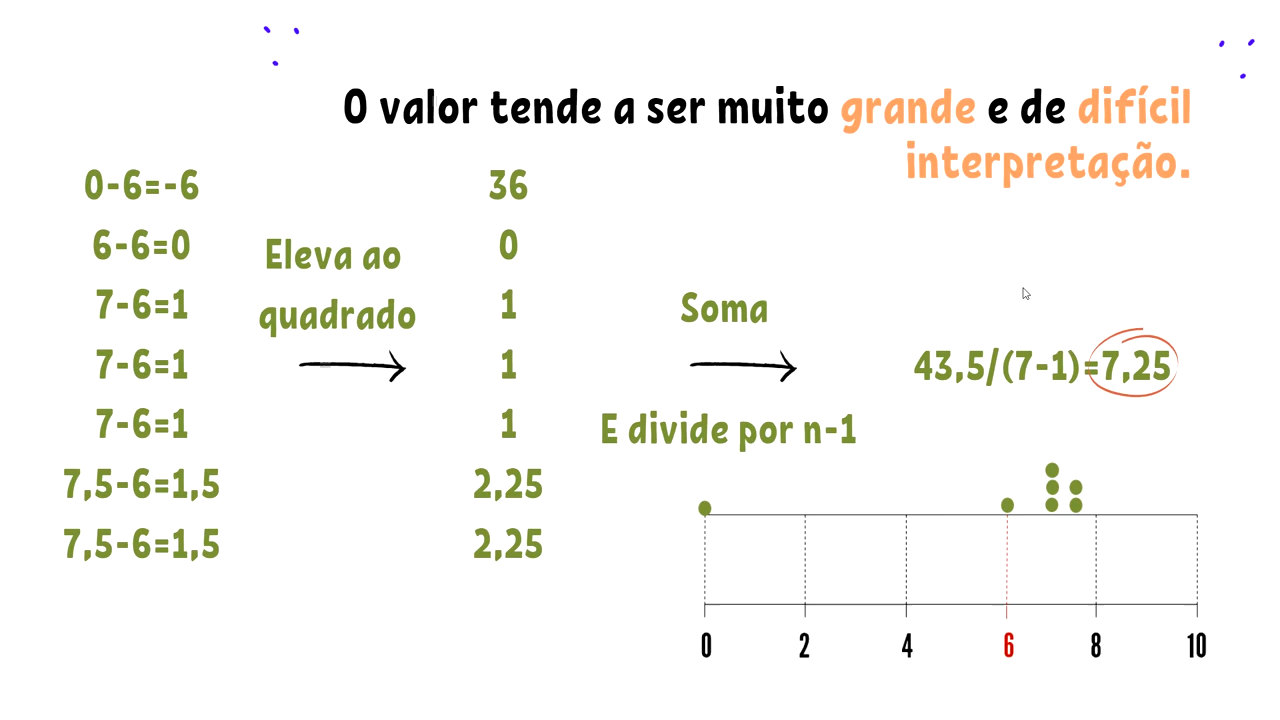 O valor tende a ser muito grande e de difícil
interpretação.
0-6=-6
6-6=0
7-6=1
7-6=1
7-6=1
7,5-6=1,5
7,5-6=1,5
Eleva ao
quadrado
36
0
1
1
1
2,25
2,25
Soma
E divide por n-1
43,5/(7-1)=7,25
0 2 4 6 8 10